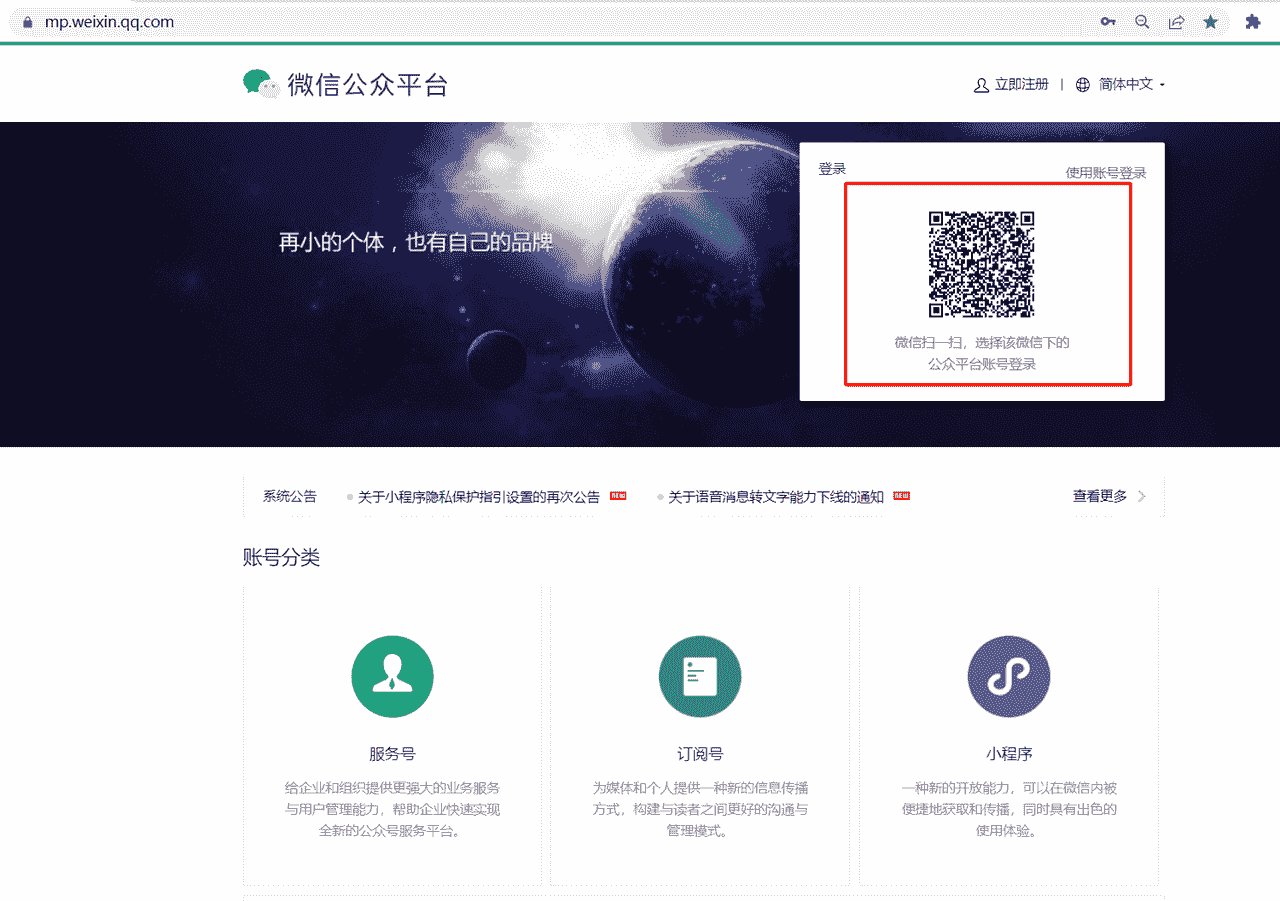 mp.weixin.qq.com
微信公众平台
立即注册 | 简体中文
登录
使用账号登录
再小的个体，也有自己的品牌
微信扫一扫，选择该微信下的
公众平台账号登录
系统公告
关于小程序隐私保护指引设置的再次公告 NEW
关于语音消息转文字能力下线的通知 NEW
查看更多
账号分类
服务号
给企业和组织提供更强大的业务服务
与用户管理能力，帮助企业快速实现
全新的公众号服务平台。
订阅号
为媒体和个人提供一种新的信息传播
方式，构建与读者之间更好的沟通与
管理模式。
小程序
一种新的开放能力，可以在微信内被
便捷地获取和传播，同时具有出色的
使用体验。